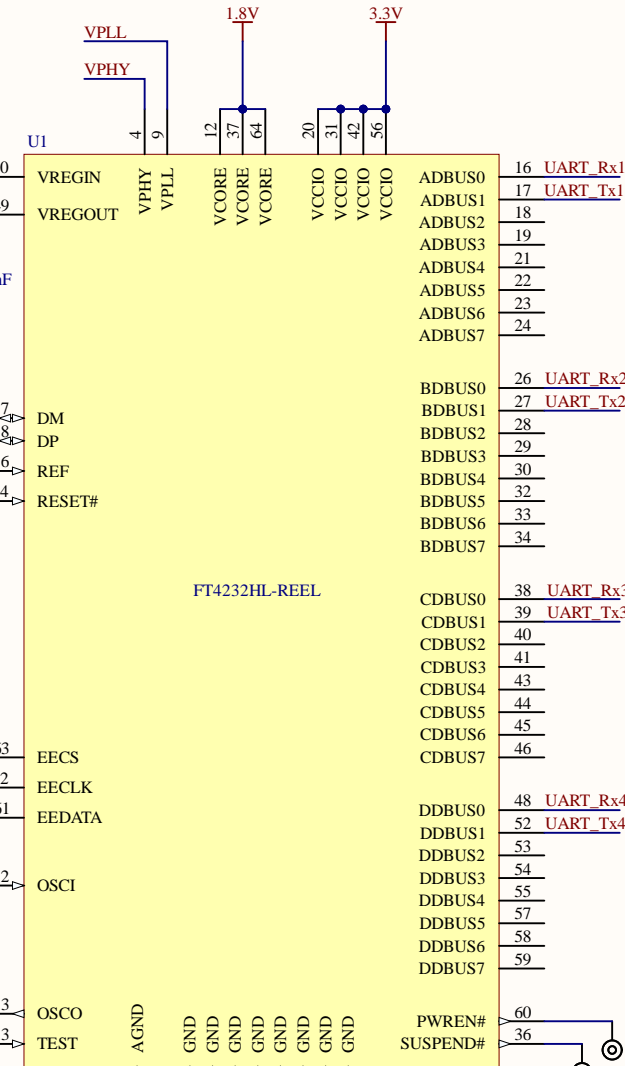 1.8V 3.3V
VPLL
VPHY
4 9 12 37 64 20 31 42 56
U1
VREGIN VPHY VPLL VCORE VCORE VCORE VCCIO VCCIO VCCIO VCCIO ADBUS0 16 UART_Rx1
ADBUS1 17 UART_Tx1
VREGOUT ADBUS2 18
ADBUS3 19
ADBUS4 21
ADBUS5 22
ADBUS6 23
ADBUS7 24
BDBUS0 26 UART_Rx2
BDBUS1 27 UART_Tx2
DM
BDBUS2 28
DP
BDBUS3 29
REF
BDBUS4 30
RESET# BDBUS5 32
BDBUS6 33
BDBUS7 34
FT4232HL-REEL
CDBUS0 38 UART_Rx3
CDBUS1 39 UART_Tx3
CDBUS2 40
CDBUS3 41
CDBUS4 43
CDBUS5 44
CDBUS6 45
EECS CDBUS7 46
EECLK
EEDATA
DDBUS0 48 UART_Rx4
DDBUS1 52 UART_Tx4
DDBUS2 53
DDBUS3 54
OSCI
DDBUS4 55
DDBUS5 57
DDBUS6 58
DDBUS7 59
OSCO AGND GND GND GND GND GND GND GND GND PWREN# 60
TEST SUSPEND# 36